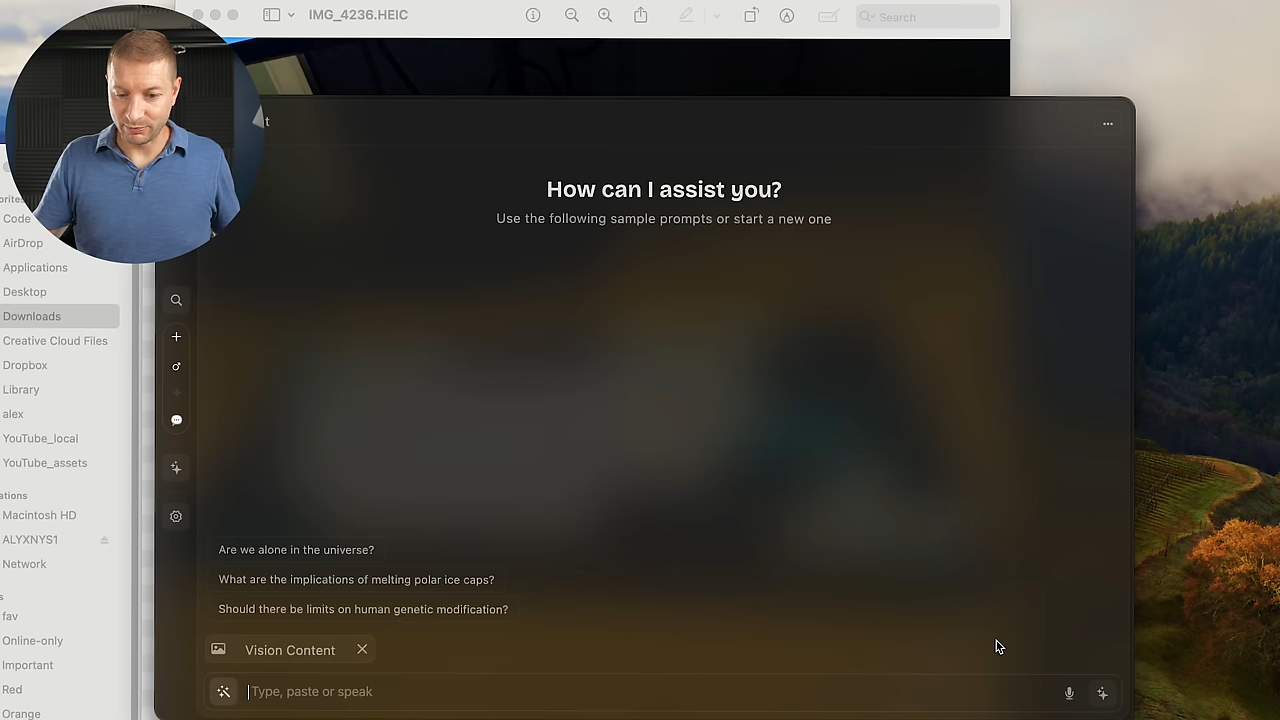 IMG_4236.HEIC
Search
t
How can I assist you?
Use the following sample prompts or start a new one
Code
AirDrop
Applications
Desktop
Downloads
Creative Cloud Files
Dropbox
Library
alex
YouTube_local
YouTube_assets
ations
Macintosh HD
ALYXNYS1
Network
s
fav
Online-only
Important
Red
Orange
Are we alone in the universe?
What are the implications of melting polar ice caps?
Should there be limits on human genetic modification?
Vision Content
Type, paste or speak